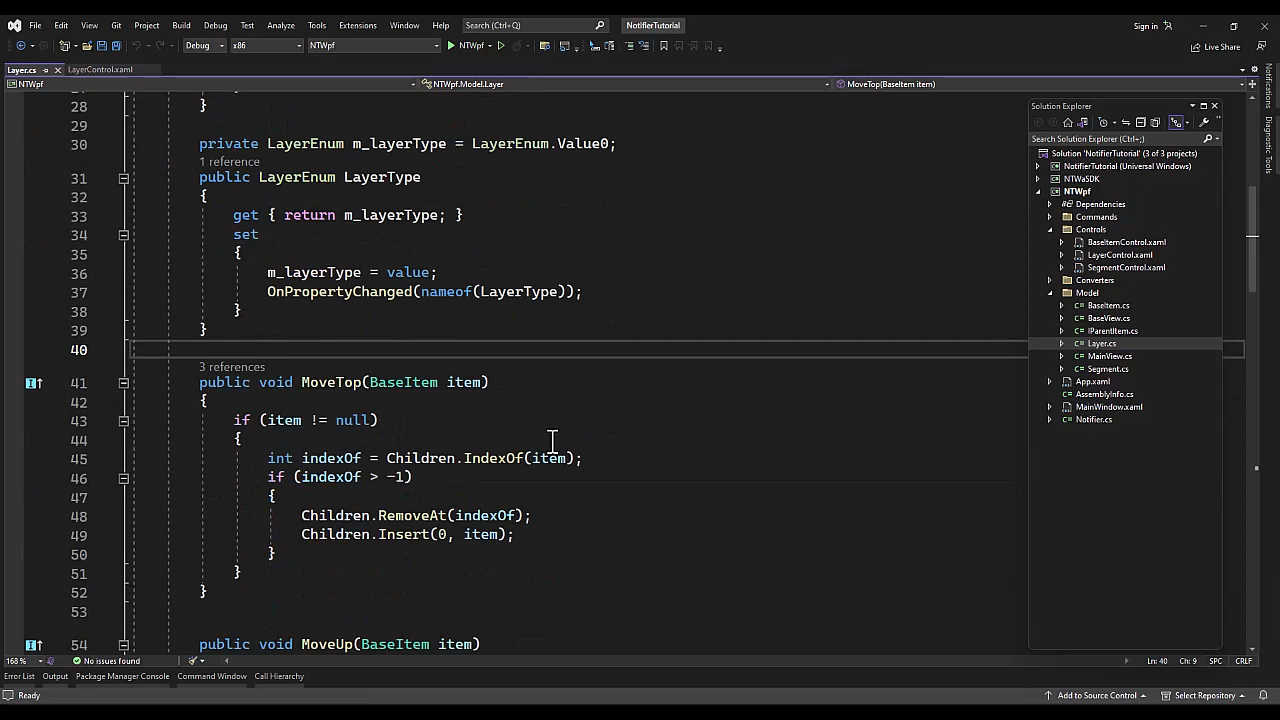 File Edit View Git Project Build Debug Test Analyze Tools Extensions Window Help Search (Ctrl+Q) NotifierTutorial Sign in
Debug x86 NTWpf NTWpf Live Share
Layer.cs LayerControl.xaml
NTWpf NTWpf.Model.Layer MoveTop(BaseItem item)
28 }
29
30 private LayerEnum m_layerType = LayerEnum.Value0;
1 reference
31 public LayerEnum LayerType
32 {
33 get { return m_layerType; }
34 set
35 {
36 m_layerType = value;
37 OnPropertyChanged(nameof(LayerType));
38 }
39 }
40
3 references
41 public void MoveTop(BaseItem item)
42 {
43 if (item != null)
44 {
45 int indexOf = Children.IndexOf(item);
46 if (indexOf > -1)
47 {
48 Children.RemoveAt(indexOf);
49 Children.Insert(0, item);
50 }
51 }
52 }
53
54 public void MoveUp(BaseItem item)
Solution Explorer
Search Solution Explorer (Ctrl+;)
Solution 'NotifierTutorial' (3 of 3 projects)
NotifierTutorial (Universal Windows)
NTWaSDK
NTWpf
Dependencies
Commands
Controls
BaseItemControl.xaml
LayerControl.xaml
SegmentControl.xaml
Converters
Model
BaseItem.cs
BaseView.cs
IParentItem.cs
Layer.cs
MainView.cs
Segment.cs
App.xaml
AssemblyInfo.cs
MainWindow.xaml
Notifier.cs
Notifications
Diagnostic Tools
168 % No issues found Ln: 40 Ch: 9 SPC CRLF
Error List Output Package Manager Console Command Window Call Hierarchy
Ready Add to Source Control Select Repository